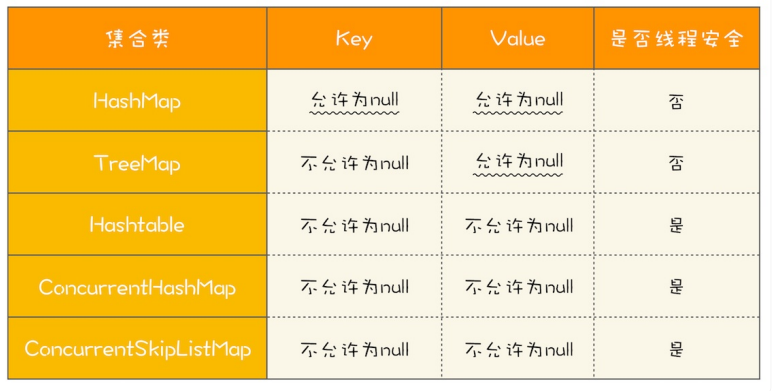 集合类 Key Value 是否线程安全
HashMap 允许为null 允许为null 否
TreeMap 不允许为null 允许为null 否
Hashtable 不允许为null 不允许为null 是
ConcurrentHashMap 不允许为null 不允许为null 是
ConcurrentSkipListMap 不允许为null 不允许为null 是